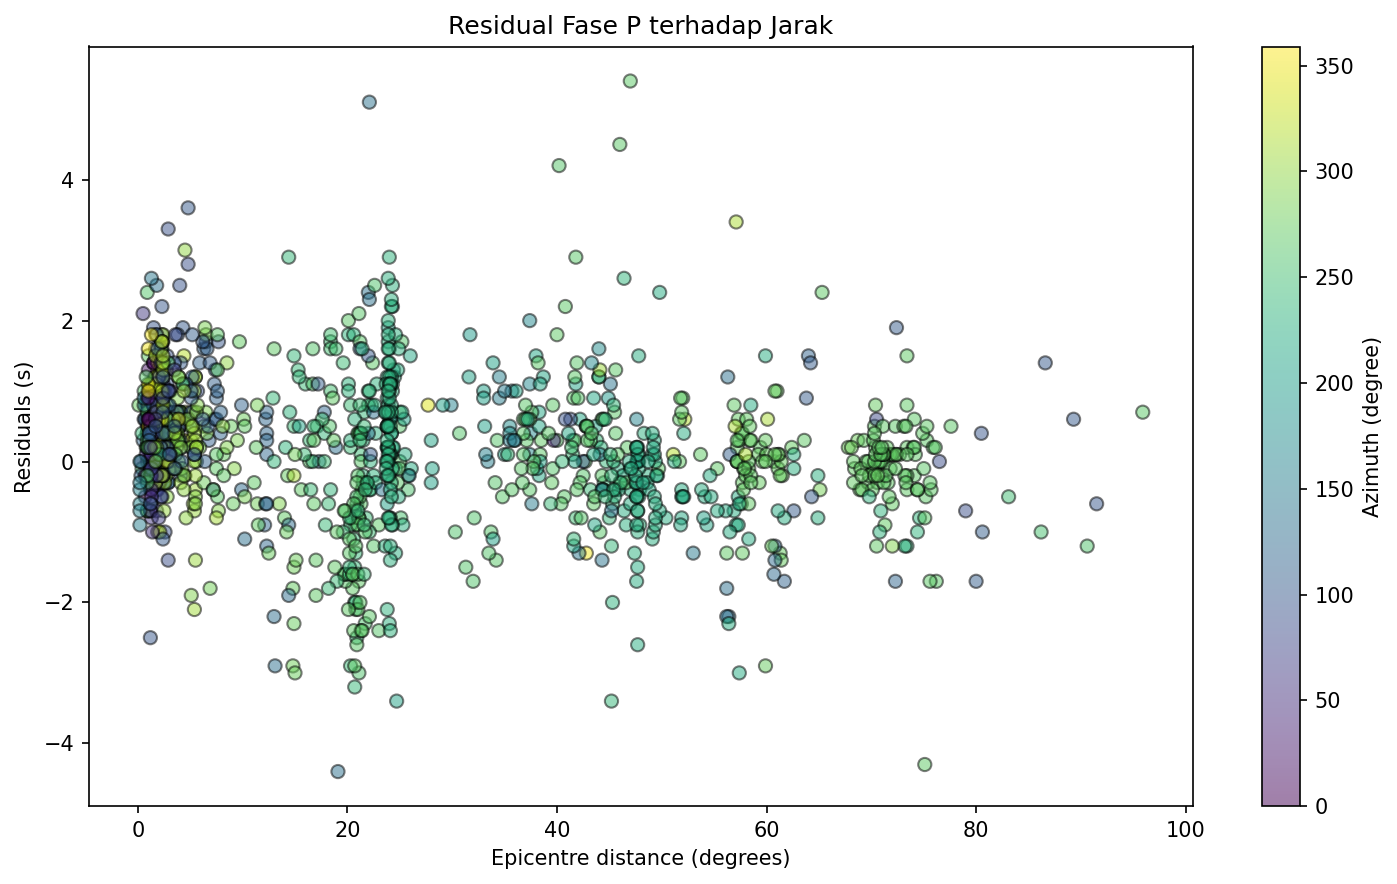 Residual Fase P terhadap Jarak
Residuals (s)
4
2
0
−2
−4
0 20 40 60 80 100
Epicentre distance (degrees)
350
300
250
200
150
100
50
0
Azimuth (degree)